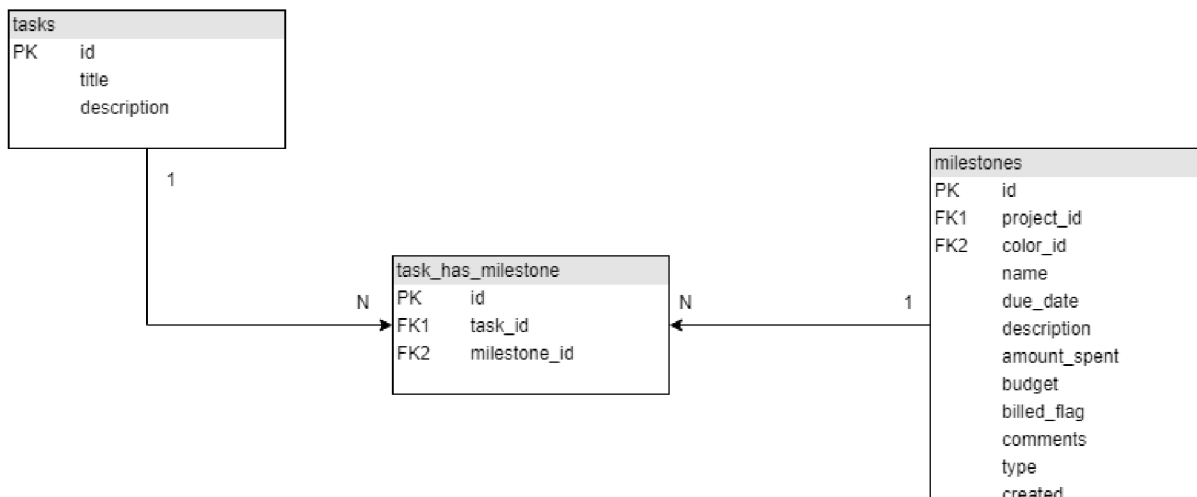 tasks
PK id
title
description
1
milestones
PK id
FK1 project_id
FK2 color_id
name
due_date
description
amount_spent
budget
billed_flag
comments
type
created
task_has_milestone
PK id
FK1 task_id
FK2 milestone_id
N
N
1